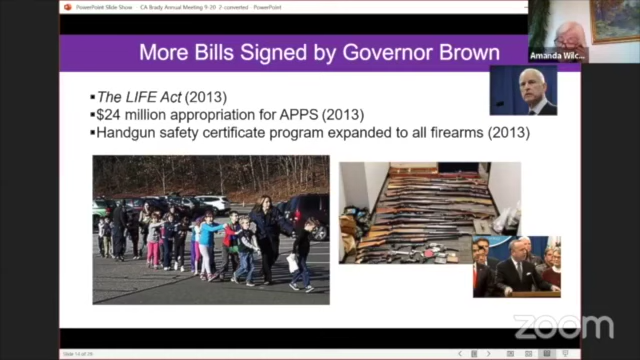 PowerPoint Slide Show - CA Brady Annual Meeting 9-20 2-converted - PowerPoint
More Bills Signed by Governor Brown
Amanda Wilc...
▪The LIFE Act (2013)
▪$24 million appropriation for APPS (2013)
▪Handgun safety certificate program expanded to all firearms (2013)
zoom